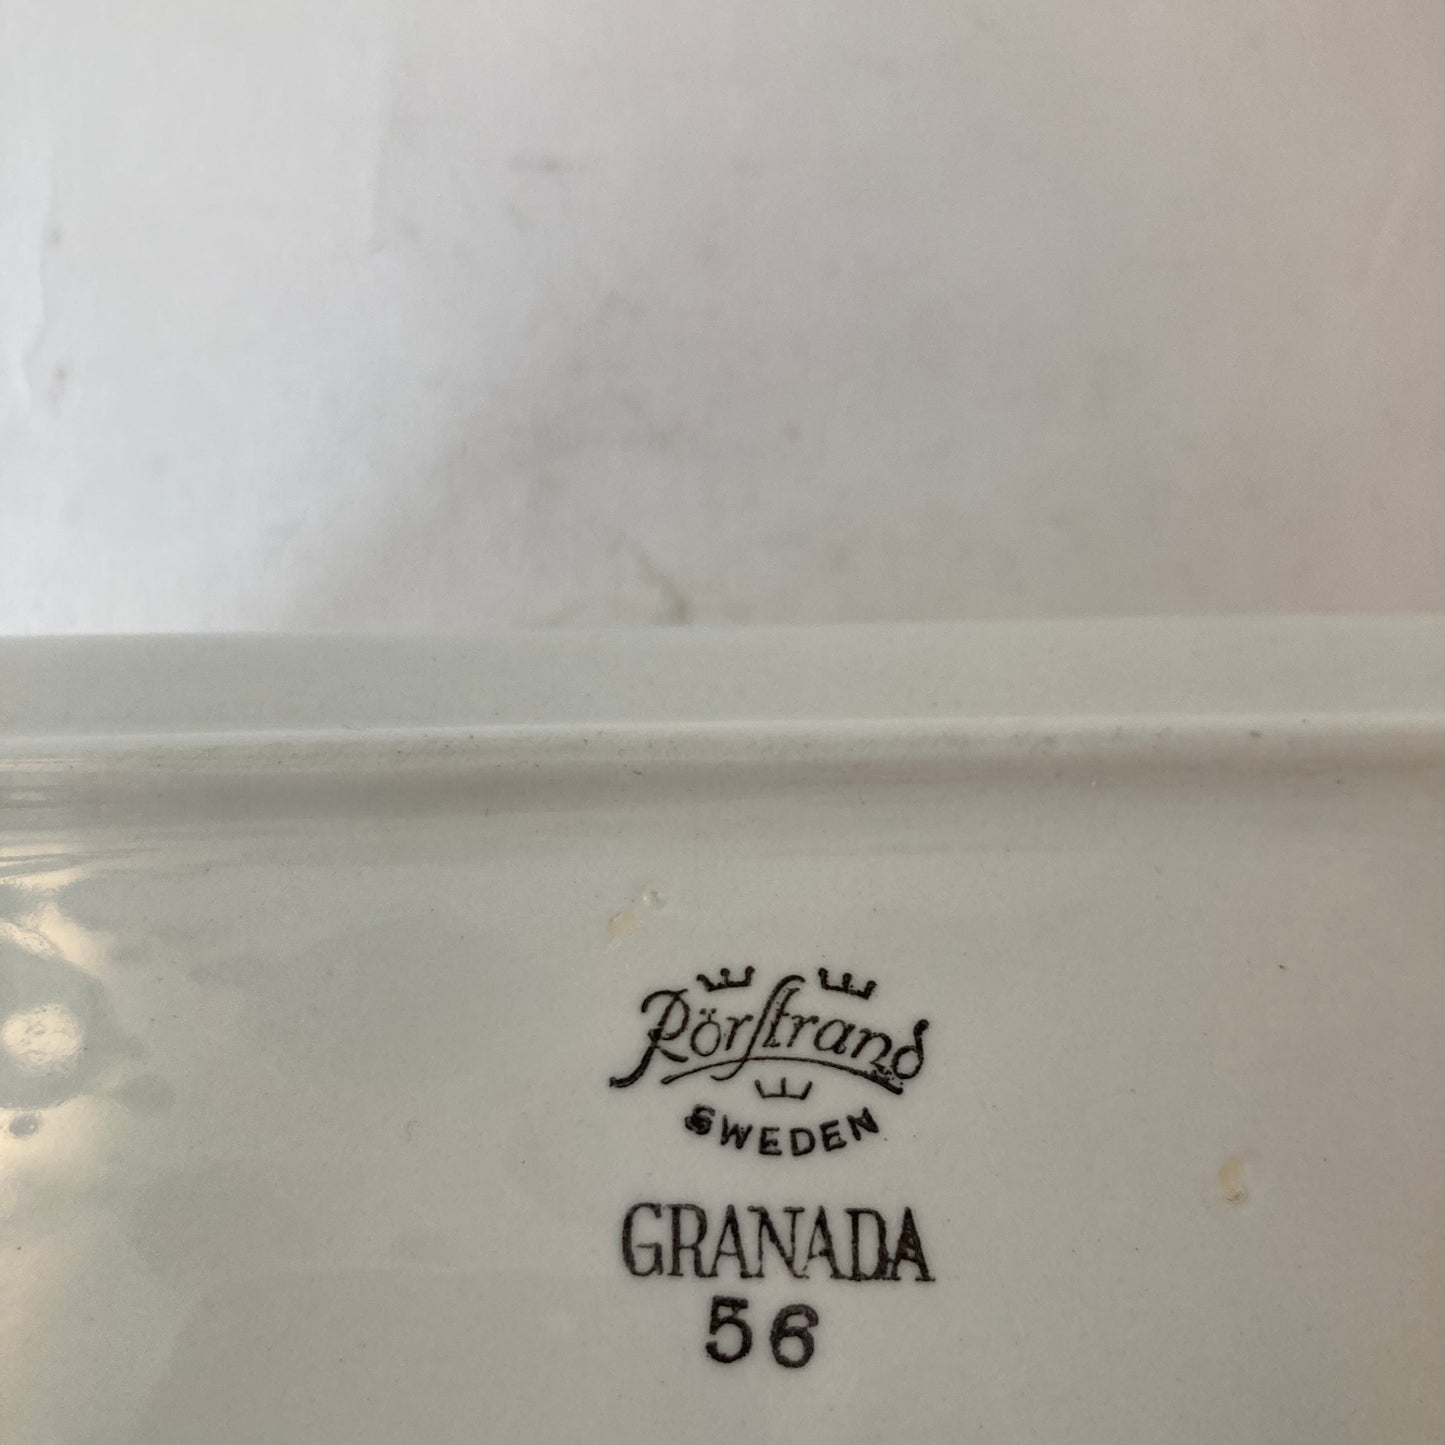 Rörstrand
SWEDEN
GRANADA
56